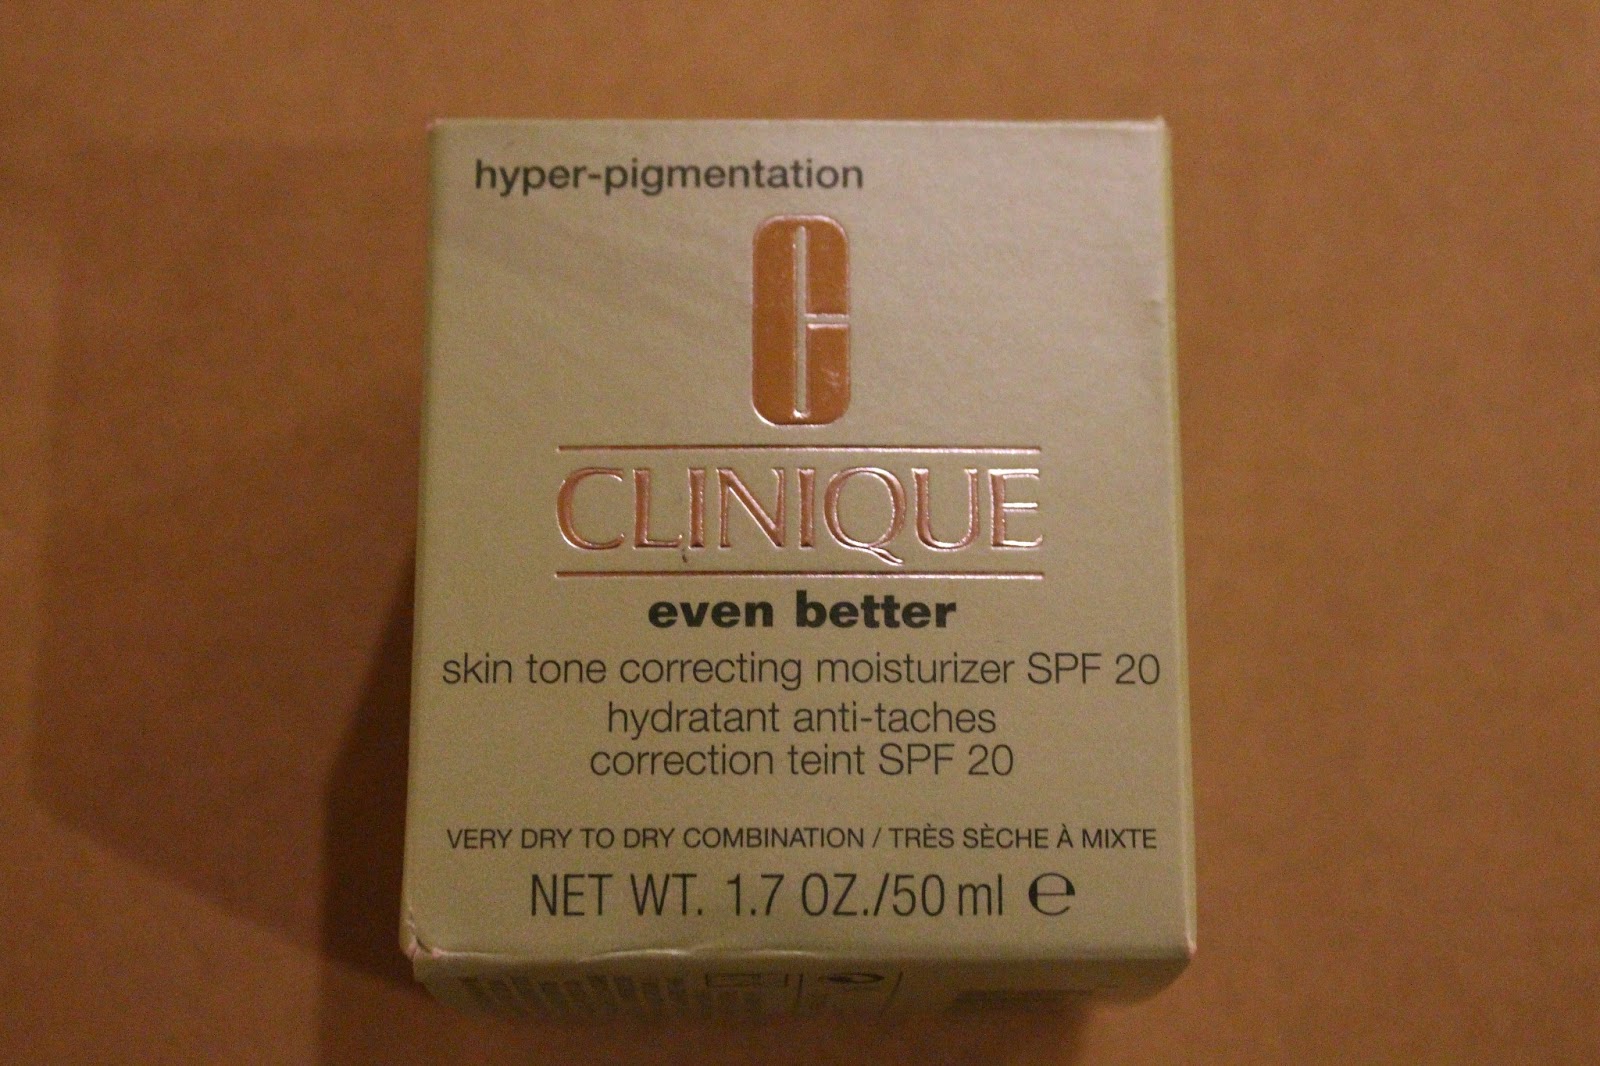 hyper-pigmentation
C
CLINIQUE
even better
skin tone correcting moisturizer SPF 20
hydratant anti-taches
correction teint SPF 20
VERY DRY TO DRY COMBINATION / TRÈS SÈCHE À MIXTE
NET WT. 1.7 OZ./50 ml ℮